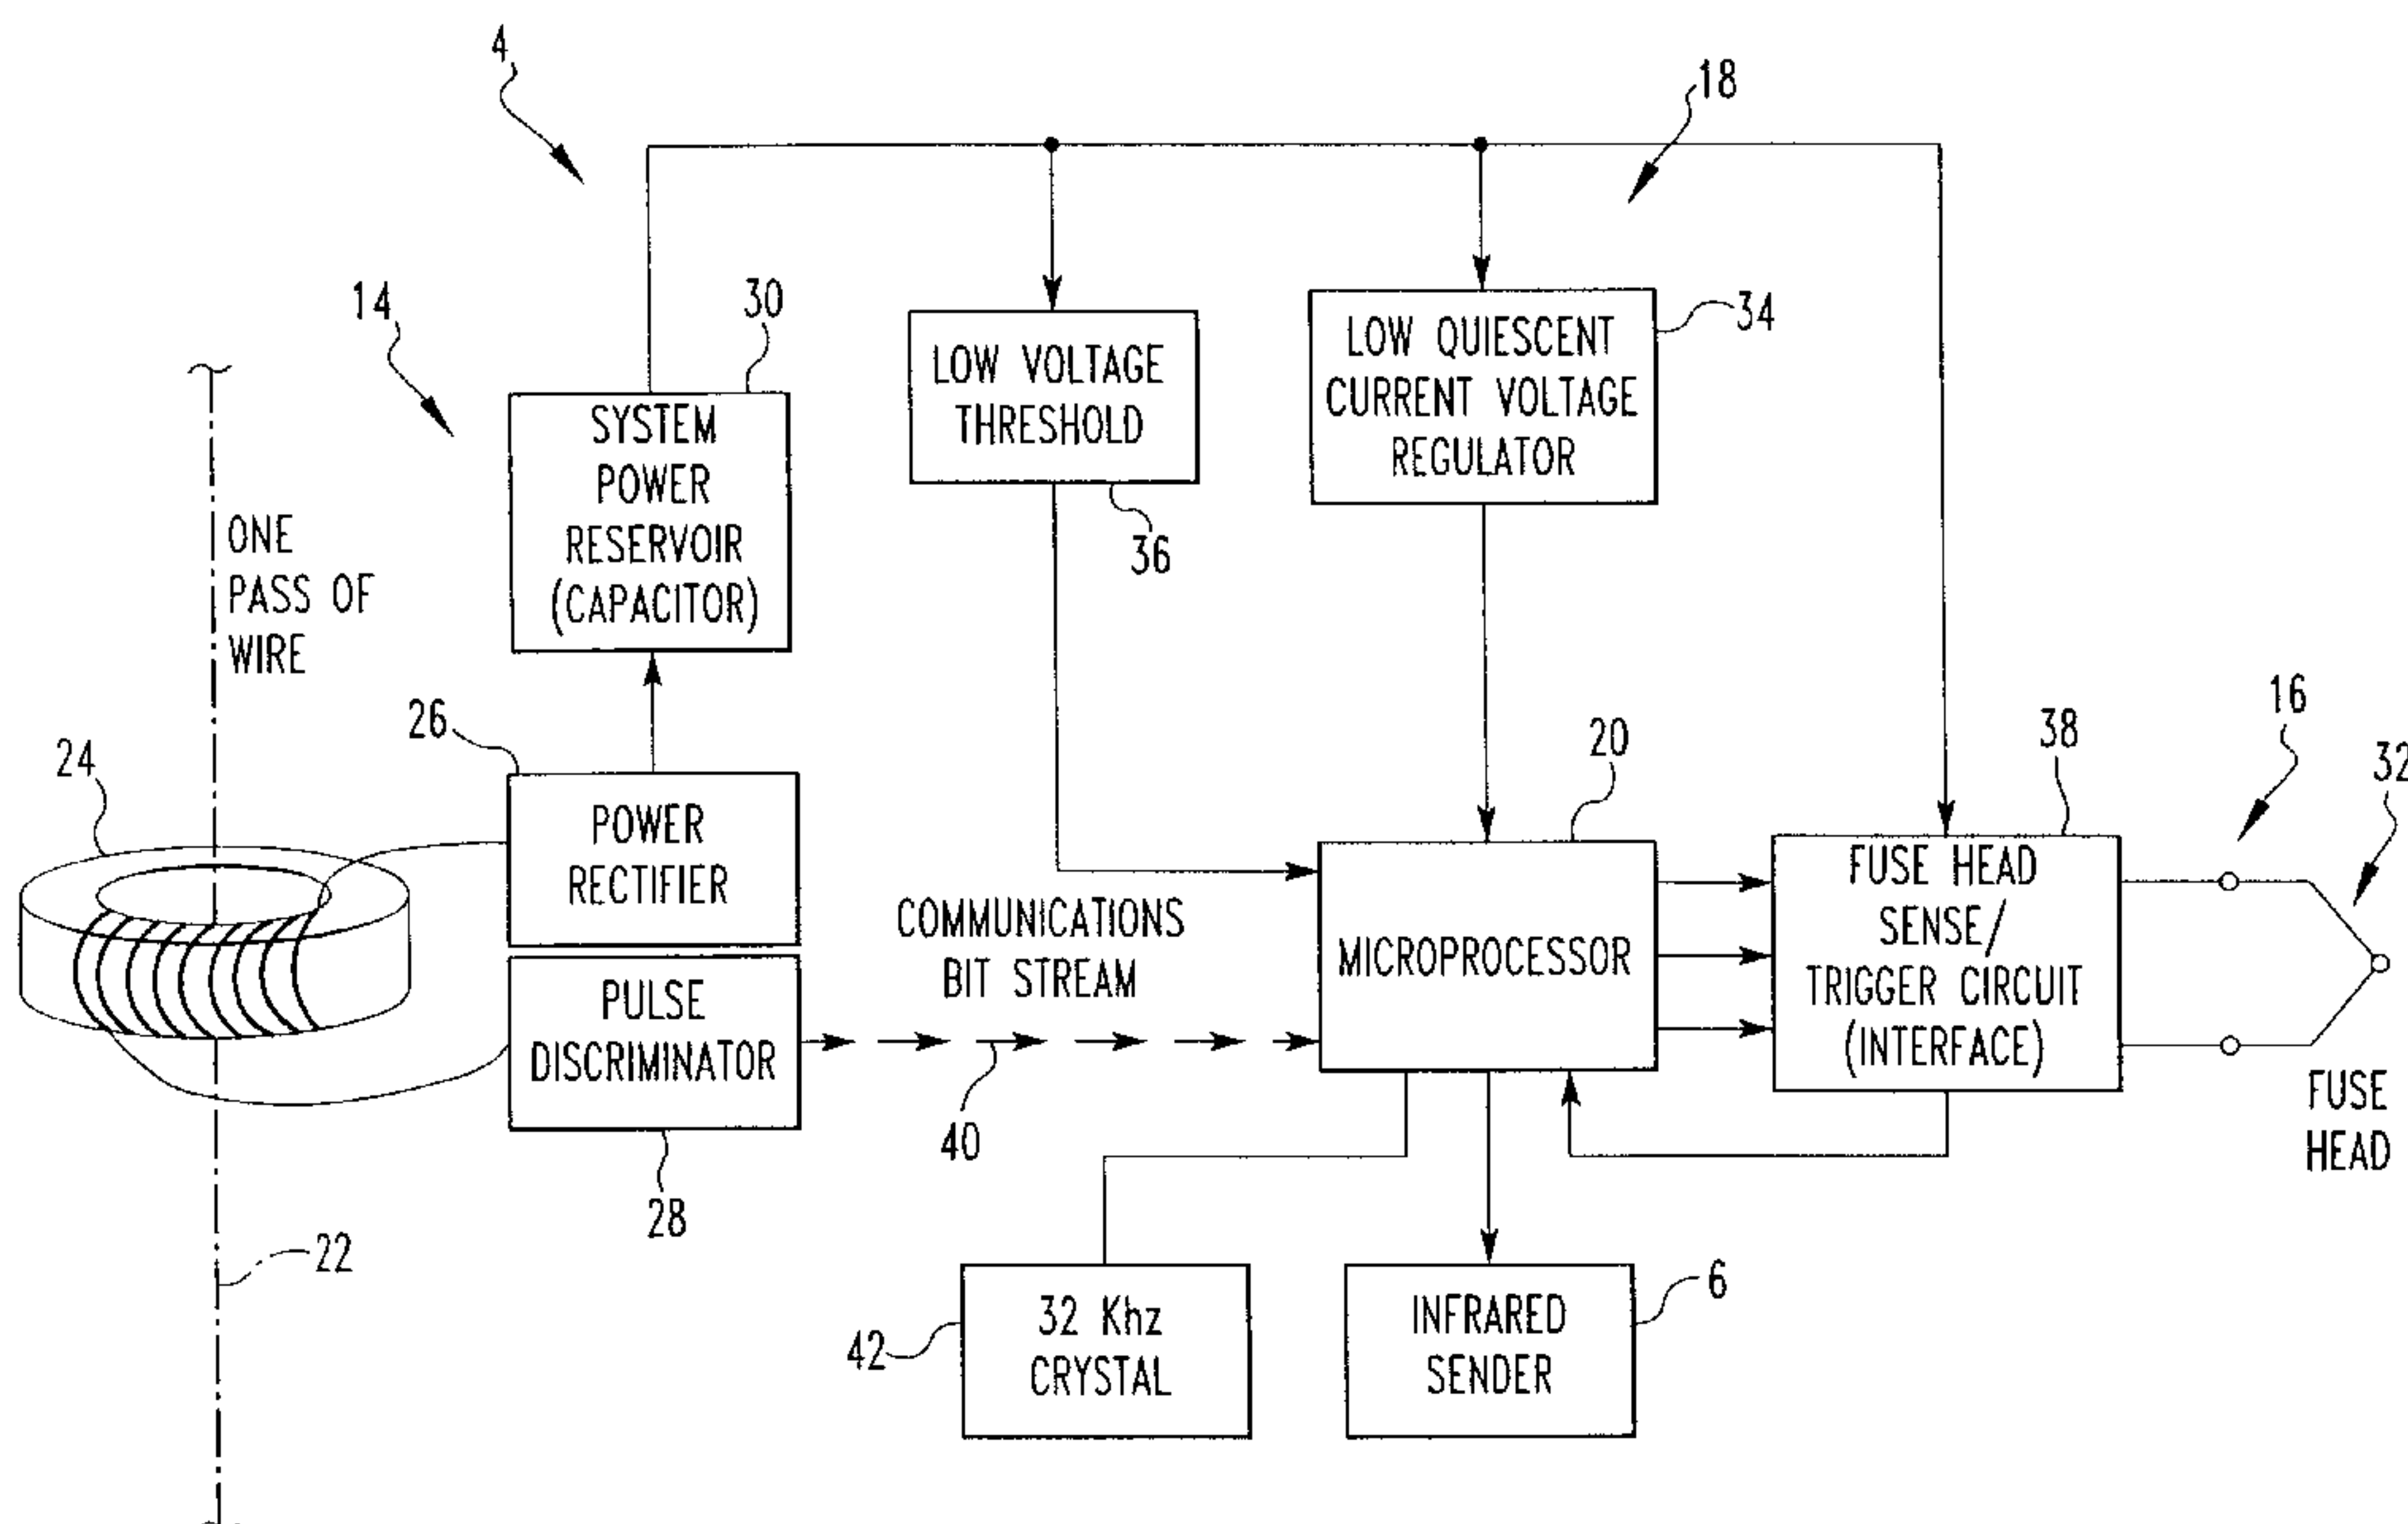 4
18
14
30
34
SYSTEM
POWER
RESERVOIR
(CAPACITOR)
LOW VOLTAGE
THRESHOLD
36
LOW QUIESCENT
CURRENT VOLTAGE
REGULATOR
ONE
PASS OF
WIRE
24
26
20
38
16
32
POWER
RECTIFIER
PULSE
DISCRIMINATOR
28
COMMUNICATIONS
BIT STREAM
40
MICROPROCESSOR
FUSE HEAD
SENSE/
TRIGGER CIRCUIT
(INTERFACE)
FUSE
HEAD
22
42
32 Khz
CRYSTAL
INFRARED
SENDER
6